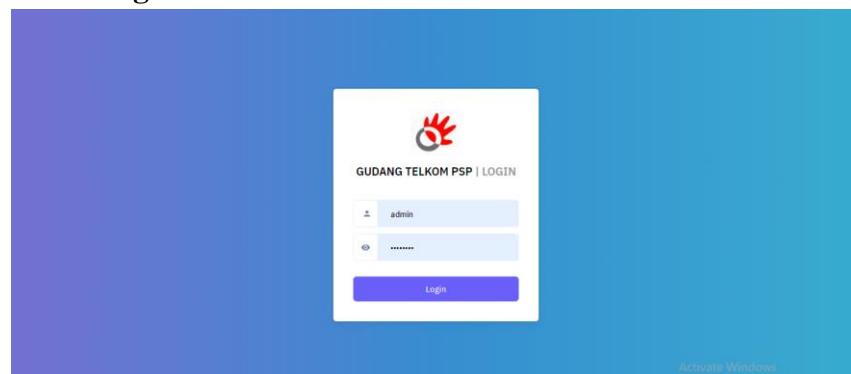 GUDANG TELKOM PSP | LOGIN
admin
••••••••
Login
Activate Windows